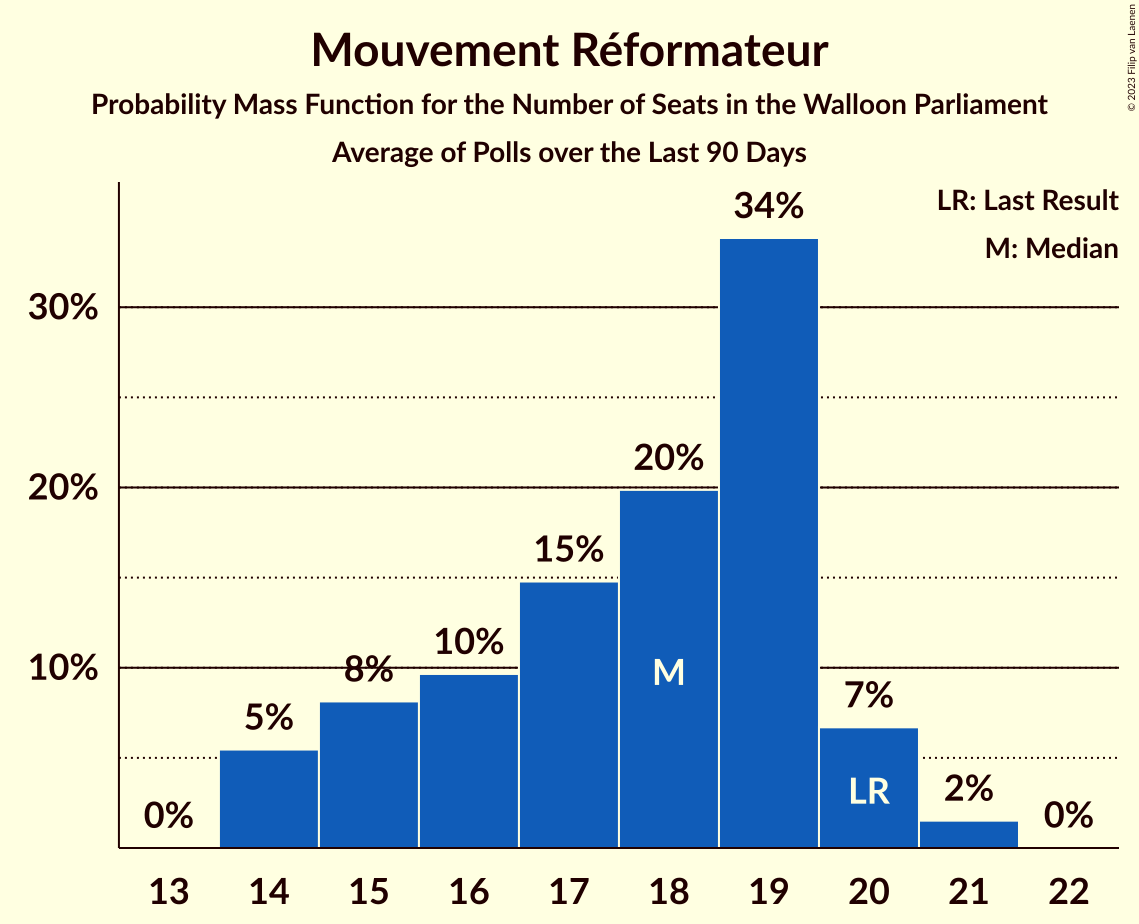 Mouvement Réformateur
Probability Mass Function for the Number of Seats in the Walloon Parliament
Average of Polls over the Last 90 Days
© 2023 Filip van Laenen
LR: Last Result
M: Median
34%
30%
20%
20%
15%
10%
10%
8%
M
7%
5%
LR
2%
0%
0%
13 14 15 16 17 18 19 20 21 22